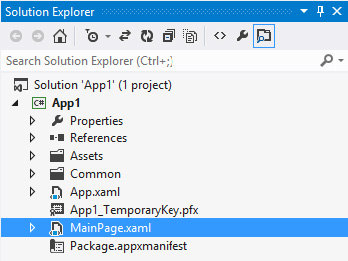 Solution Explorer
Search Solution Explorer (Ctrl+;)
Solution 'App1' (1 project)
C# App1
Properties
References
Assets
Common
App.xaml
App1_TemporaryKey.pfx
MainPage.xaml
Package.appxmanifest